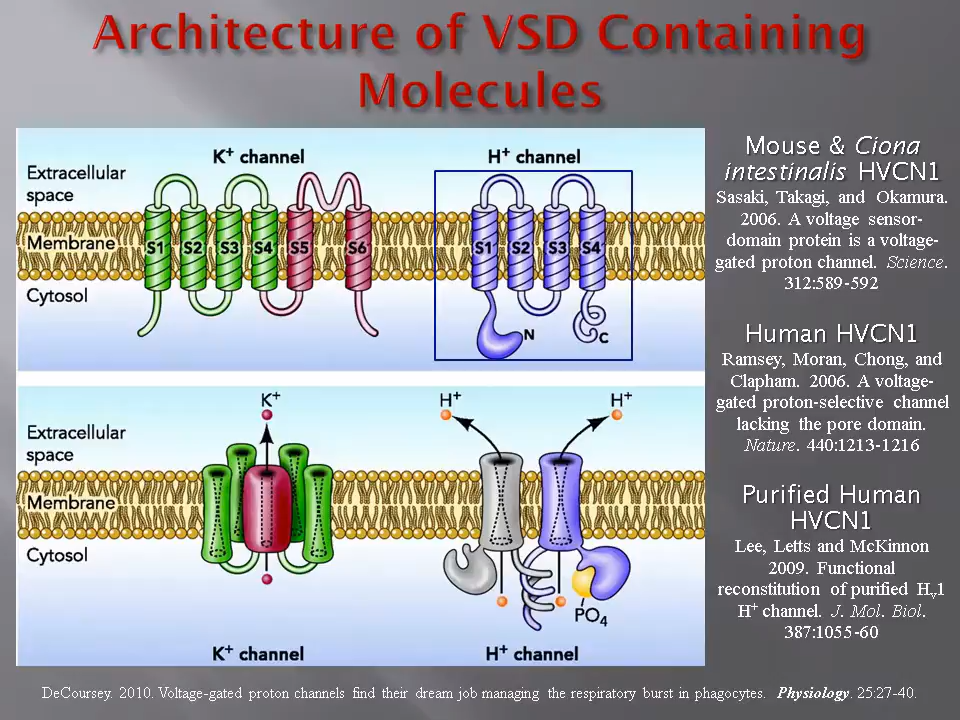 Architecture of VSD Containing
Molecules
K+ channel
H+ channel
Extracellular
space
Membrane
Cytosol
S1 S2 S3 S4 S5 S6
S1 S2 S3 S4
N
C
K+
H+
H+
Extracellular
space
Membrane
Cytosol
PO4
K+ channel
H+ channel
Mouse & Ciona
intestinalis HVCN1
Sasaki, Takagi, and Okamura.
2006. A voltage sensor-
domain protein is a voltage-
gated proton channel. Science.
312:589-592
Human HVCN1
Ramsey, Moran, Chong, and
Clapham. 2006. A voltage-
gated proton-selective channel
lacking the pore domain.
Nature. 440:1213-1216
Purified Human
HVCN1
Lee, Letts and McKinnon
2009. Functional
reconstitution of purified Hv1
H+ channel. J. Mol. Biol.
387:1055-60
DeCoursey. 2010. Voltage-gated proton channels find their dream job managing the respiratory burst in phagocytes. Physiology. 25:27-40.